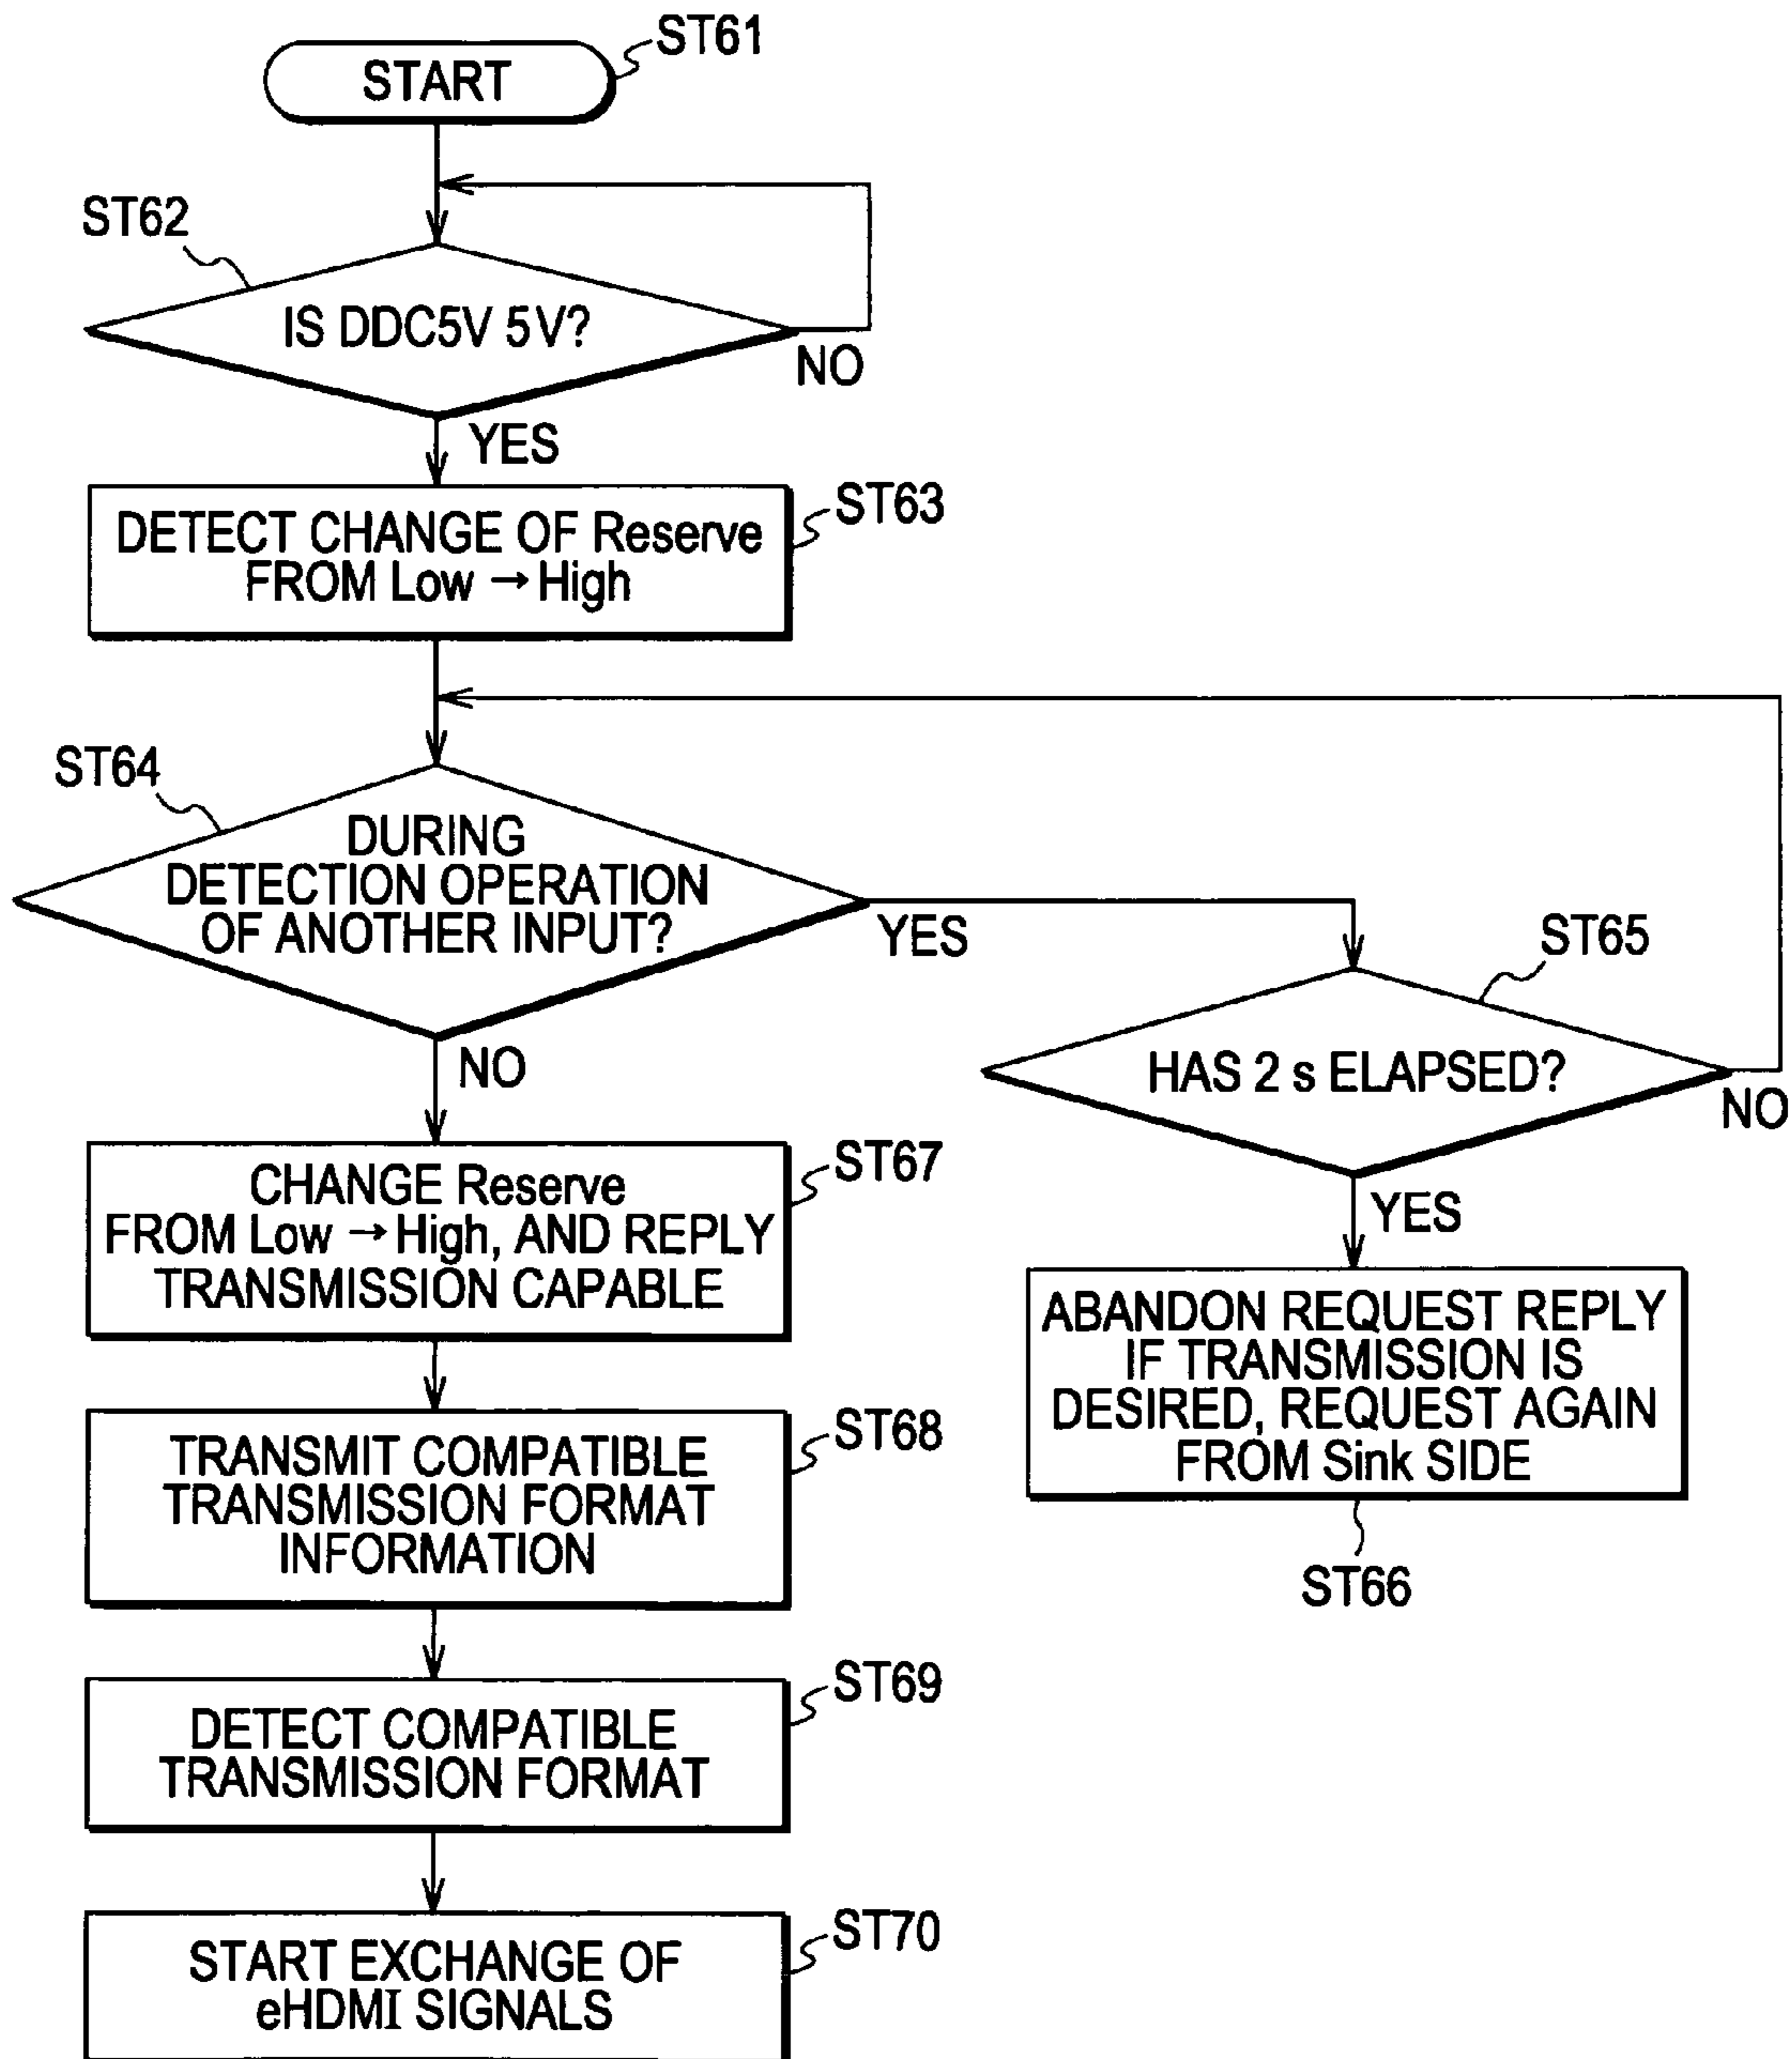 START
ST61
ST62
IS DDC5V 5V?
NO
YES
DETECT CHANGE OF Reserve
FROM Low → High
ST63
ST64
DURING
DETECTION OPERATION
OF ANOTHER INPUT?
YES
NO
ST65
HAS 2 s ELAPSED?
NO
YES
ABANDON REQUEST REPLY
IF TRANSMISSION IS
DESIRED, REQUEST AGAIN
FROM Sink SIDE
ST66
CHANGE Reserve
FROM Low → High, AND REPLY
TRANSMISSION CAPABLE
ST67
TRANSMIT COMPATIBLE
TRANSMISSION FORMAT
INFORMATION
ST68
DETECT COMPATIBLE
TRANSMISSION FORMAT
ST69
START EXCHANGE OF
eHDMI SIGNALS
ST70